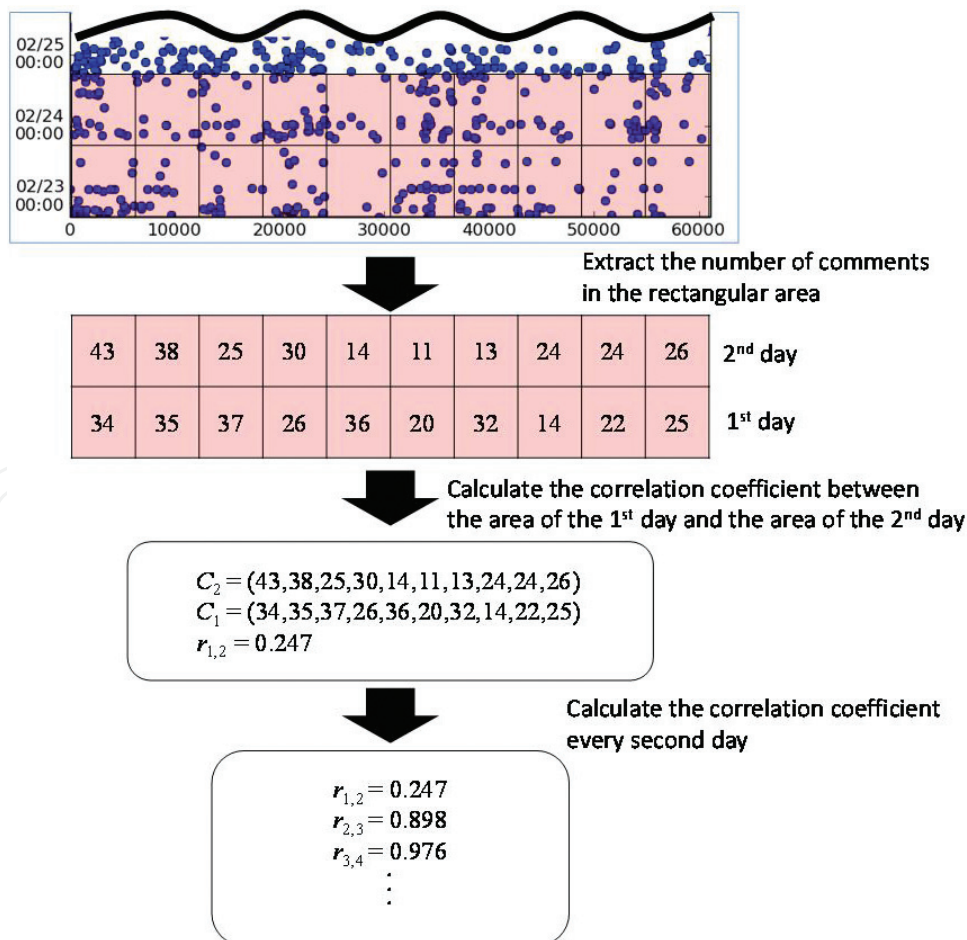 02/25
00:00
02/24
00:00
02/23
00:00
0 10000 20000 30000 40000 50000 60000
Extract the number of comments
in the rectangular area
43 38 25 30 14 11 13 24 24 26 2nd day
34 35 37 26 36 20 32 14 22 25 1st day
Calculate the correlation coefficient between
the area of the 1st day and the area of the 2nd day
C2 = (43,38,25,30,14,11,13,24,24,26)
C1 = (34,35,37,26,36,20,32,14,22,25)
r1,2 = 0.247
Calculate the correlation coefficient
every second day
r1,2 = 0.247
r2,3 = 0.898
r3,4 = 0.976
⋮